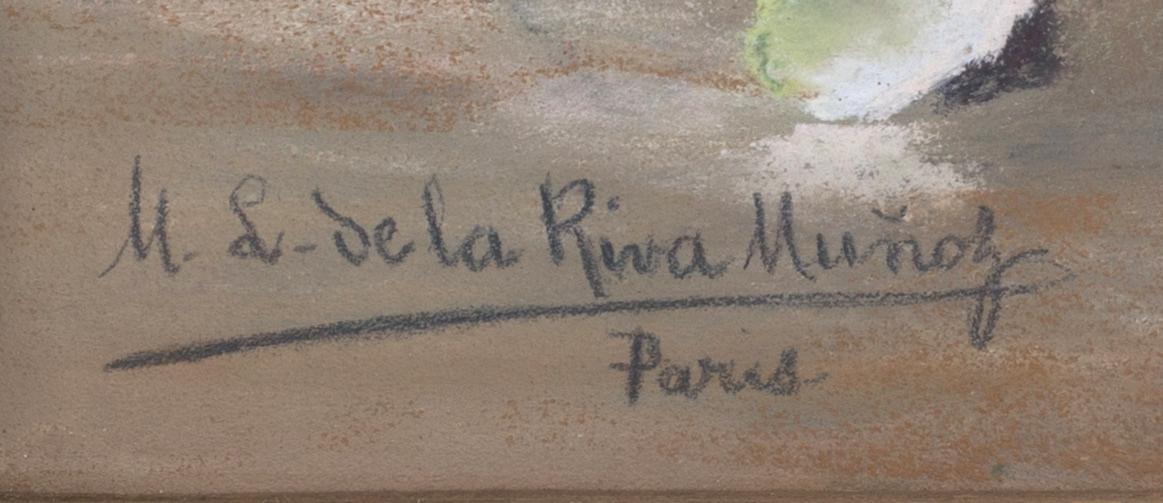 M. L. de la Riva Muñoz
Paris